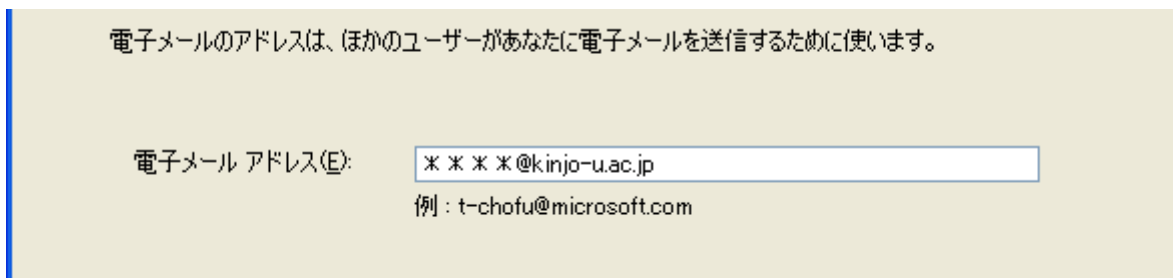 電子メールのアドレスは、ほかのユーザーがあなたに電子メールを送信するために使います。
電子メール アドレス(E): ＊＊＊＊@kinjo-u.ac.jp
例 : t-chofu@microsoft.com